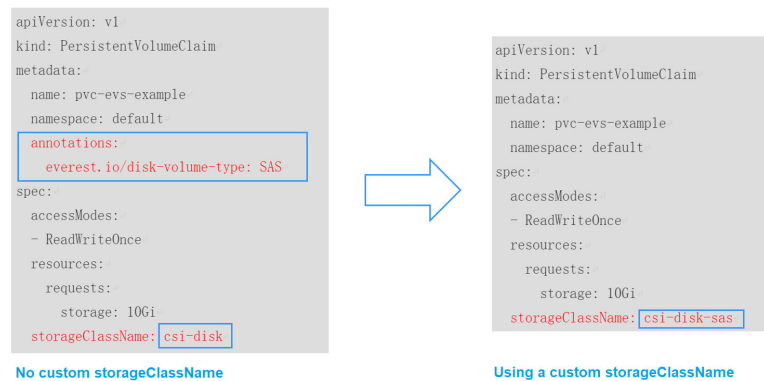 apiVersion: v1
kind: PersistentVolumeClaim
metadata:
  name: pvc-evs-example
  namespace: default
  annotations:
    everest.io/disk-volume-type: SAS
spec:
  accessModes:
  - ReadWriteOnce
  resources:
    requests:
      storage: 10Gi
  storageClassName: csi-disk
No custom storageClassName
apiVersion: v1
kind: PersistentVolumeClaim
metadata:
  name: pvc-evs-example
  namespace: default
spec:
  accessModes:
  - ReadWriteOnce
  resources:
    requests:
      storage: 10Gi
  storageClassName: csi-disk-sas
Using a custom storageClassName